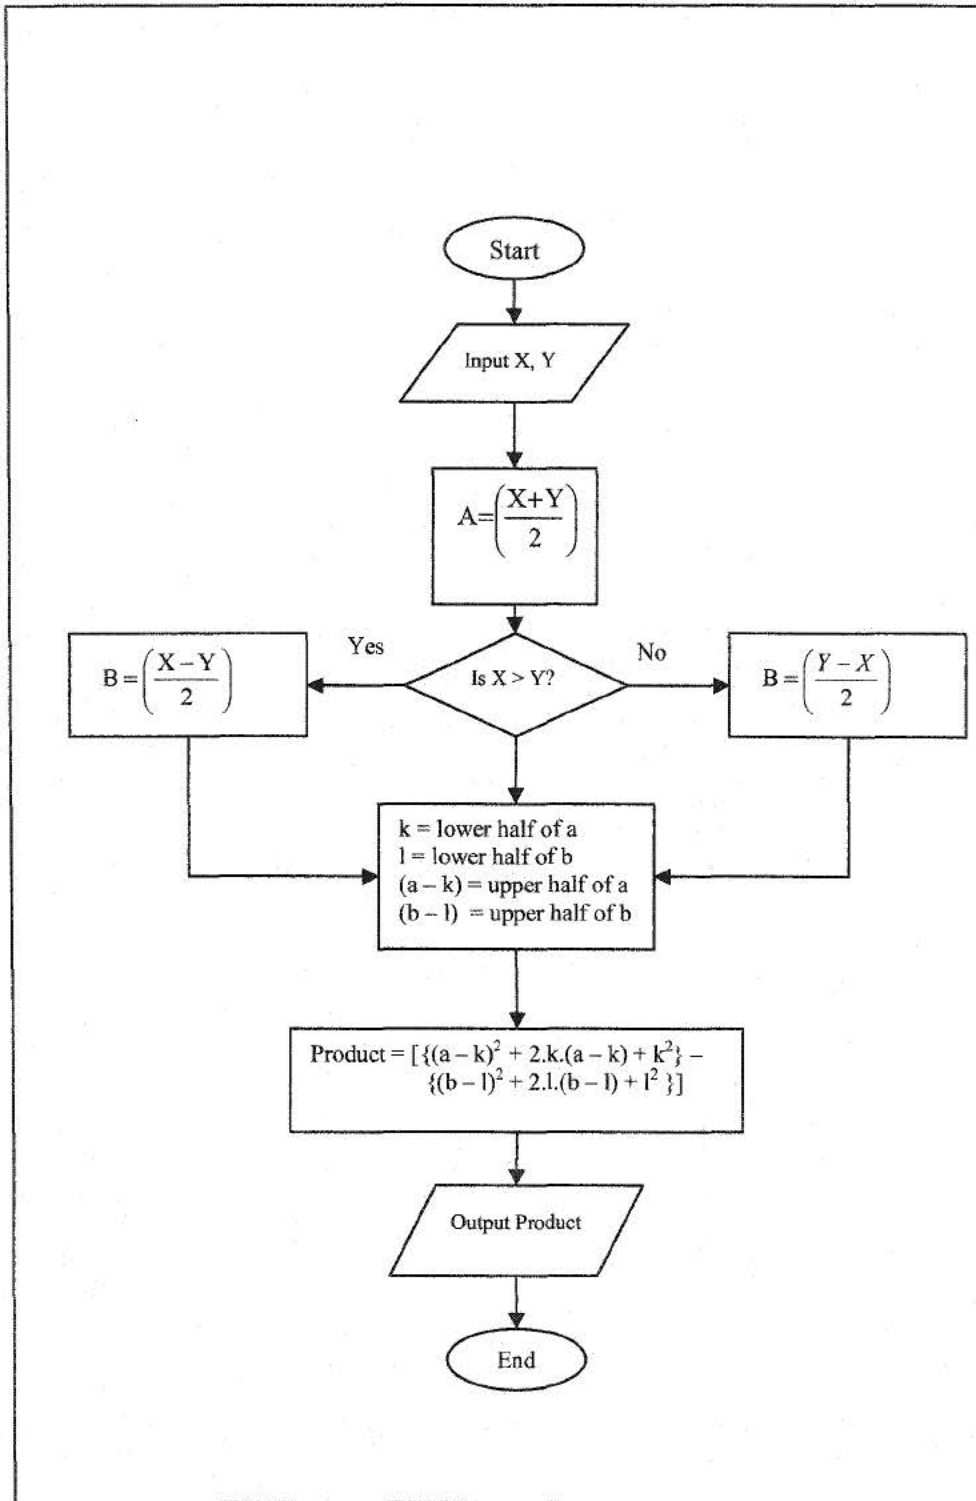 Start
Input X, Y
A=(X+Y/2)
Yes
Is X > Y?
No
B=(X−Y/2)
B=(Y−X/2)
k = lower half of a
l = lower half of b
(a – k) = upper half of a
(b – l) = upper half of b
Product = [{(a – k)² + 2.k.(a – k) + k²} –
{(b – l)² + 2.l.(b – l) + l² }]
Output Product
End